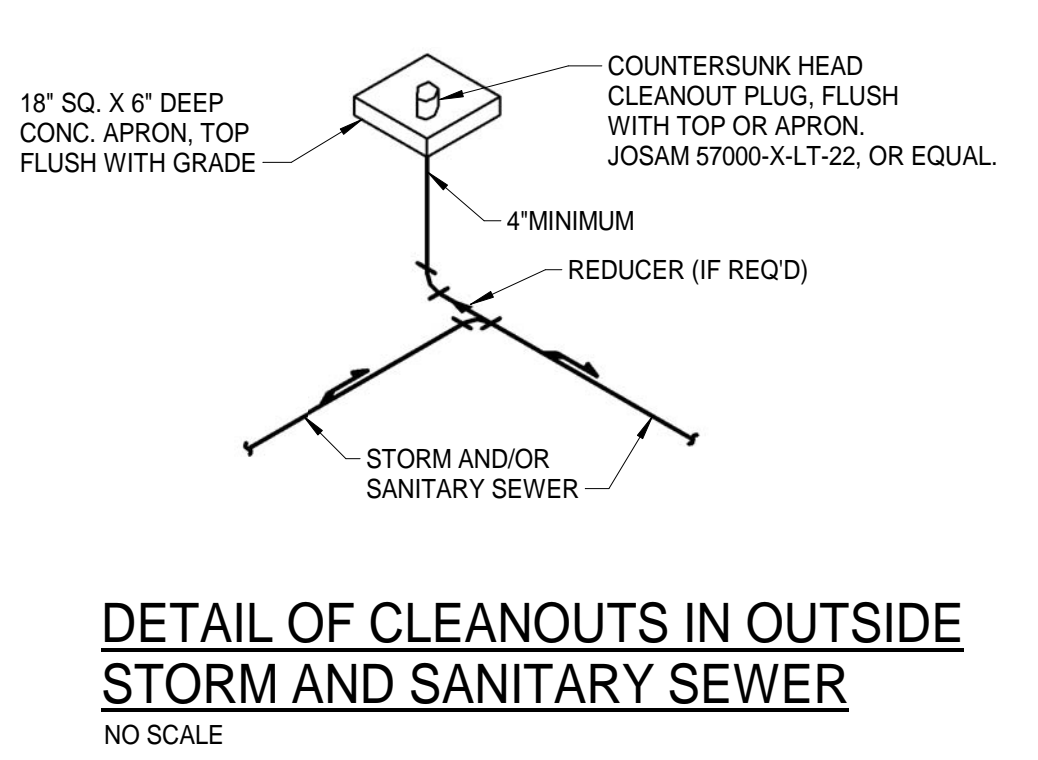 18" SQ. X 6" DEEP
CONC. APRON, TOP
FLUSH WITH GRADE
COUNTERSUNK HEAD
CLEANOUT PLUG, FLUSH
WITH TOP OR APRON.
JOSAM 57000-X-LT-22, OR EQUAL.
4"MINIMUM
REDUCER (IF REQ'D)
STORM AND/OR
SANITARY SEWER
DETAIL OF CLEANOUTS IN OUTSIDE
STORM AND SANITARY SEWER
NO SCALE